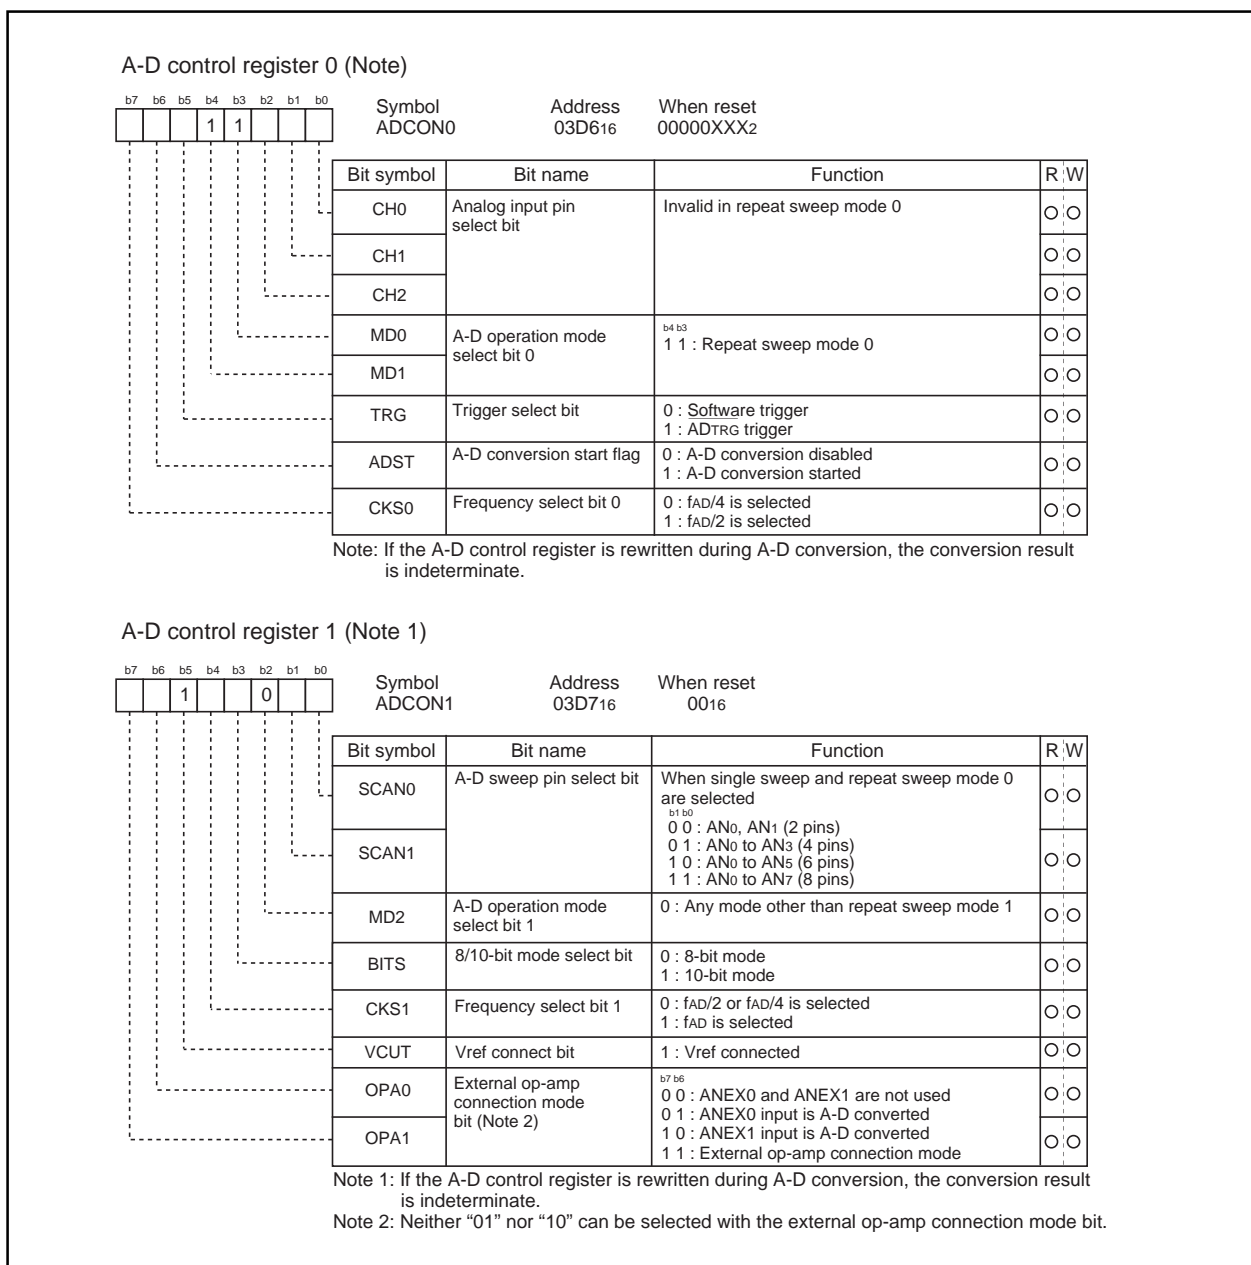 A-D control register 0 (Note)
b7 b6 b5 b4 b3 b2 b1 b0
1 1
Symbol Address When reset
ADCON0 03D616 00000XXX2
Bit symbol Bit name Function R W
CH0 Analog input pin select bit Invalid in repeat sweep mode 0
CH1
CH2
MD0 A-D operation mode select bit 0
b4 b3
1 1 : Repeat sweep mode 0
MD1
TRG Trigger select bit 0 : Software trigger
1 : ADTRG trigger
ADST A-D conversion start flag 0 : A-D conversion disabled
1 : A-D conversion started
CKS0 Frequency select bit 0 0 : fAD/4 is selected
1 : fAD/2 is selected
Note: If the A-D control register is rewritten during A-D conversion, the conversion result
is indeterminate.
A-D control register 1 (Note 1)
b7 b6 b5 b4 b3 b2 b1 b0
1 0
Symbol Address When reset
ADCON1 03D716 0016
Bit symbol Bit name Function R W
SCAN0 A-D sweep pin select bit When single sweep and repeat sweep mode 0
are selected
b1 b0
0 0 : AN0, AN1 (2 pins)
0 1 : AN0 to AN3 (4 pins)
SCAN1
1 0 : AN0 to AN5 (6 pins)
1 1 : AN0 to AN7 (8 pins)
MD2 A-D operation mode select bit 1 0 : Any mode other than repeat sweep mode 1
BITS 8/10-bit mode select bit 0 : 8-bit mode
1 : 10-bit mode
CKS1 Frequency select bit 1 0 : fAD/2 or fAD/4 is selected
1 : fAD is selected
VCUT Vref connect bit 1 : Vref connected
OPA0 External op-amp connection mode bit (Note 2)
b7 b6
0 0 : ANEX0 and ANEX1 are not used
0 1 : ANEX0 input is A-D converted
OPA1
1 0 : ANEX1 input is A-D converted
1 1 : External op-amp connection mode
Note 1: If the A-D control register is rewritten during A-D conversion, the conversion result
is indeterminate.
Note 2: Neither “01” nor “10” can be selected with the external op-amp connection mode bit.